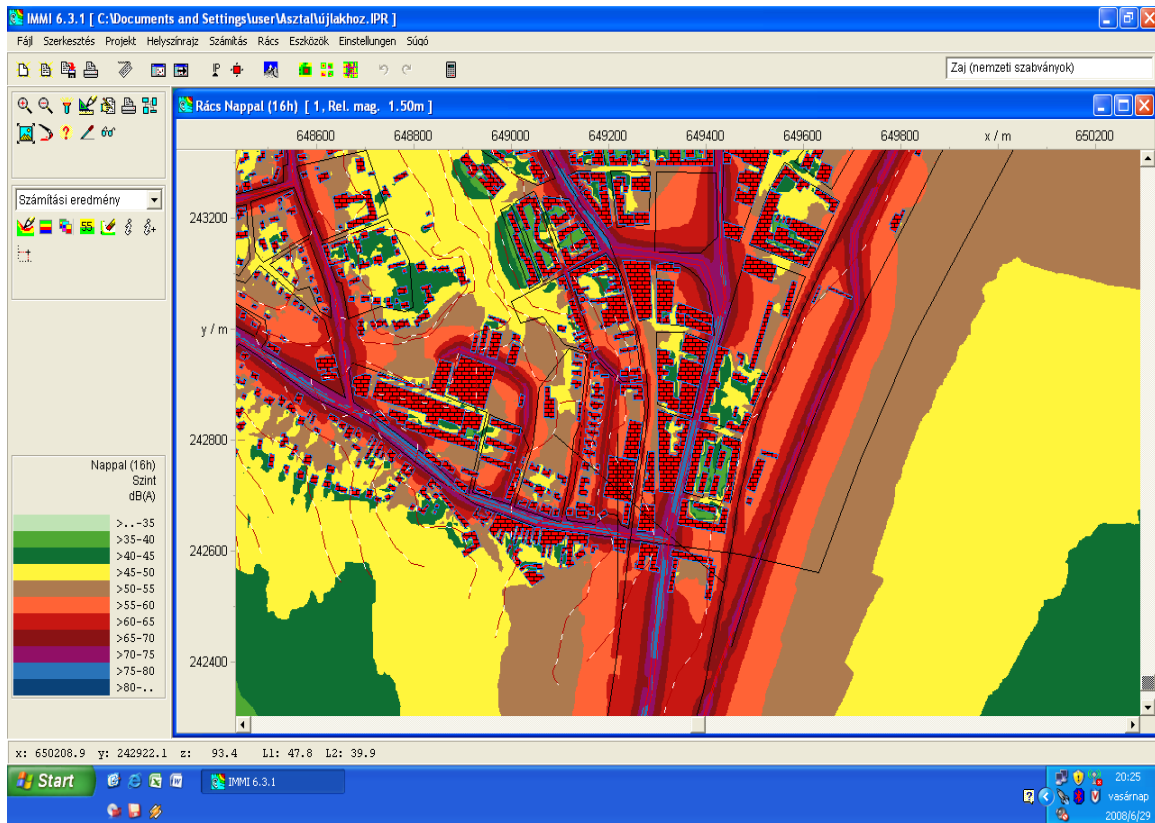 IMMI 6.3.1 [ C:\Documents and Settings\user\Asztal\újlakhoz.IPR ]
Fájl Szerkesztés Projekt Helyszínrajz Számítás Rács Eszközök Einstellungen Súgó
Zaj (nemzeti szabványok)
Rács Nappal (16h) [ 1, Rel. mag. 1.50m ]
648600 648800 649000 649200 649400 649600 649800 x / m 650200
Számítási eredmény
55
243200
y / m
242800
242600
242400
Nappal (16h)
Szint
dB(A)
>..-35
>35-40
>40-45
>45-50
>50-55
>55-60
>60-65
>65-70
>70-75
>75-80
>80-..
x: 650208.9 y: 242922.1 z: 93.4 L1: 47.8 L2: 39.9
Start
IMMI 6.3.1
20:25
vasárnap
2008/6/29